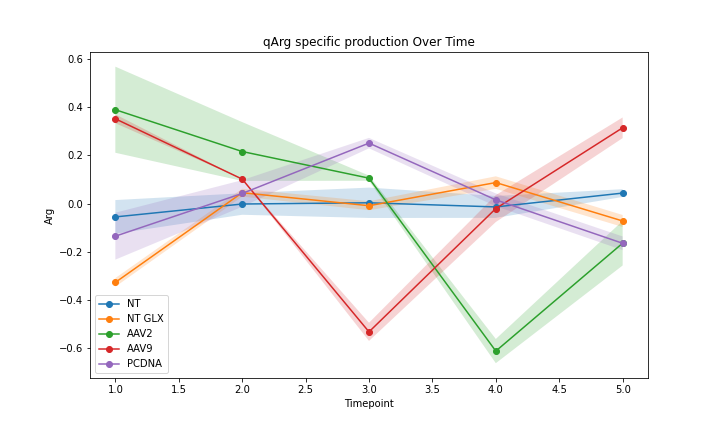 qArg specific production Over Time
Arg
0.6
0.4
0.2
0.0
−0.2
−0.4
−0.6
NT
NT GLX
AAV2
AAV9
PCDNA
1.0 1.5 2.0 2.5 3.0 3.5 4.0 4.5 5.0
Timepoint